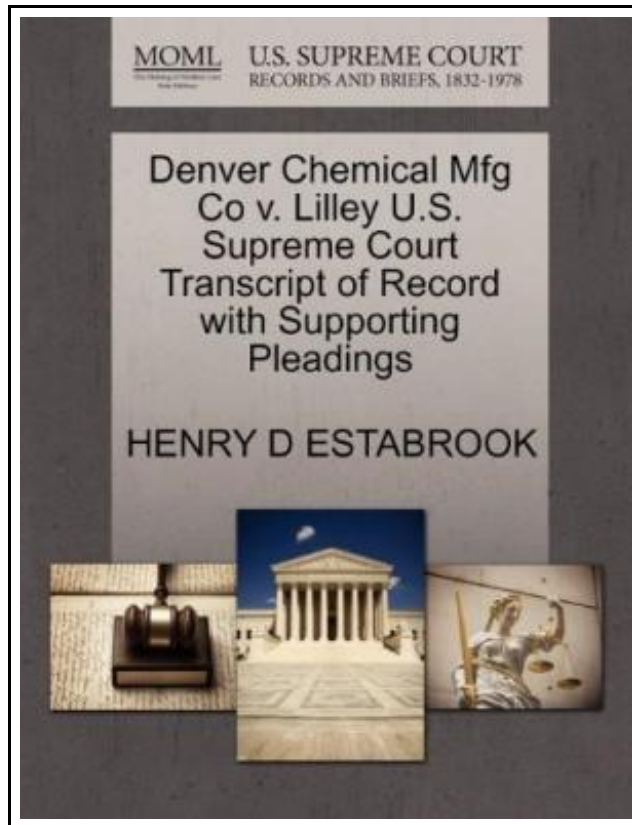 MOML
U.S. SUPREME COURT
RECORDS AND BRIEFS, 1832-1978
Denver Chemical Mfg
Co v. Lilley U.S.
Supreme Court
Transcript of Record
with Supporting
Pleadings
HENRY D ESTABROOK